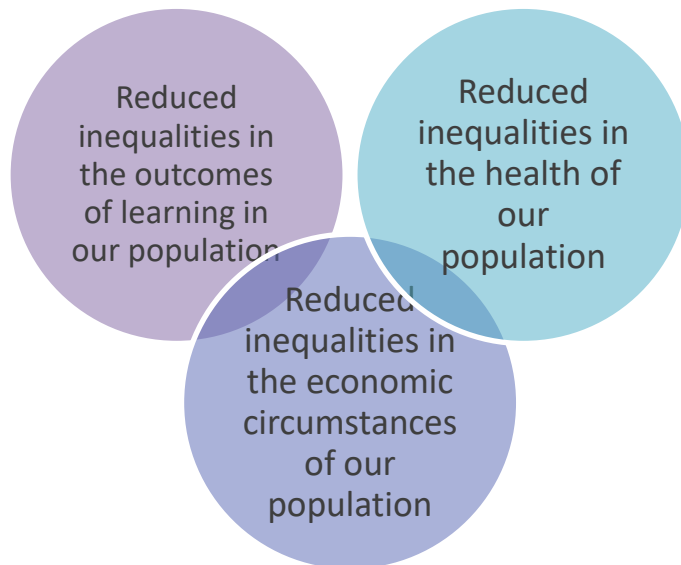 Reduced
inequalities in
the outcomes
of learning in
our population
Reduced
inequalities in
the health of
our
population
Reduced
inequalities in
the economic
circumstances
of our
population